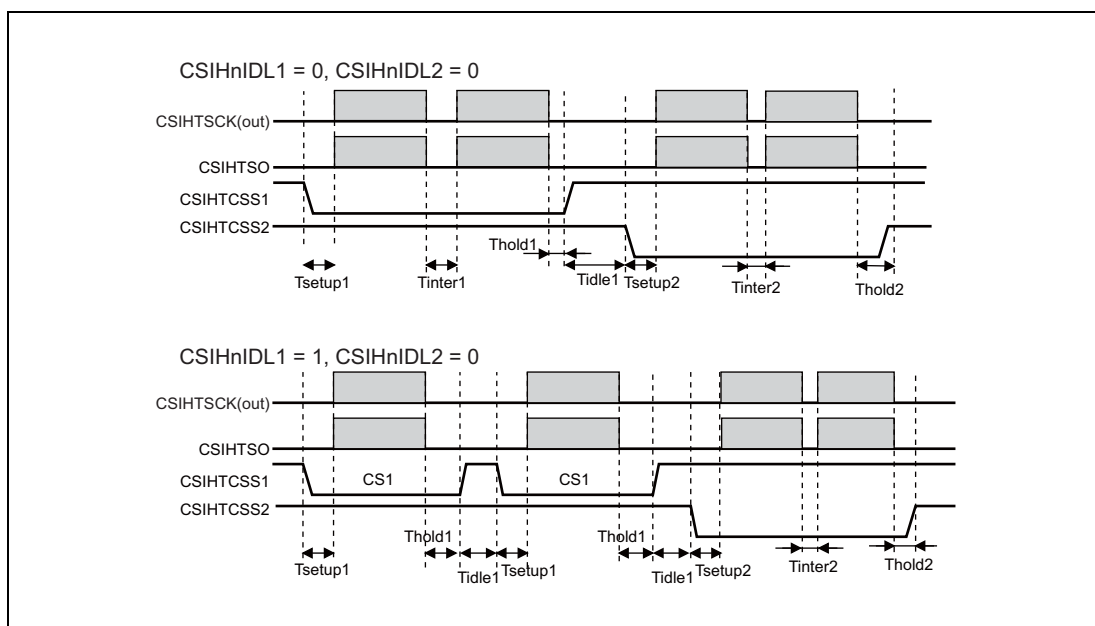 CSIHnIDL1 = 0, CSIHnIDL2 = 0
CSIHTSCK(out)
CSIHTSO
CSIHTCSS1
CSIHTCSS2
Thold1
Tsetup1
Tinter1
Tidle1
Tsetup2
Tinter2
Thold2
CSIHnIDL1 = 1, CSIHnIDL2 = 0
CSIHTSCK(out)
CSIHTSO
CSIHTCSS1
CS1
CS1
CSIHTCSS2
Thold1
Thold1
Tsetup1
Tidle1
Tsetup1
Tidle1
Tsetup2
Tinter2
Thold2